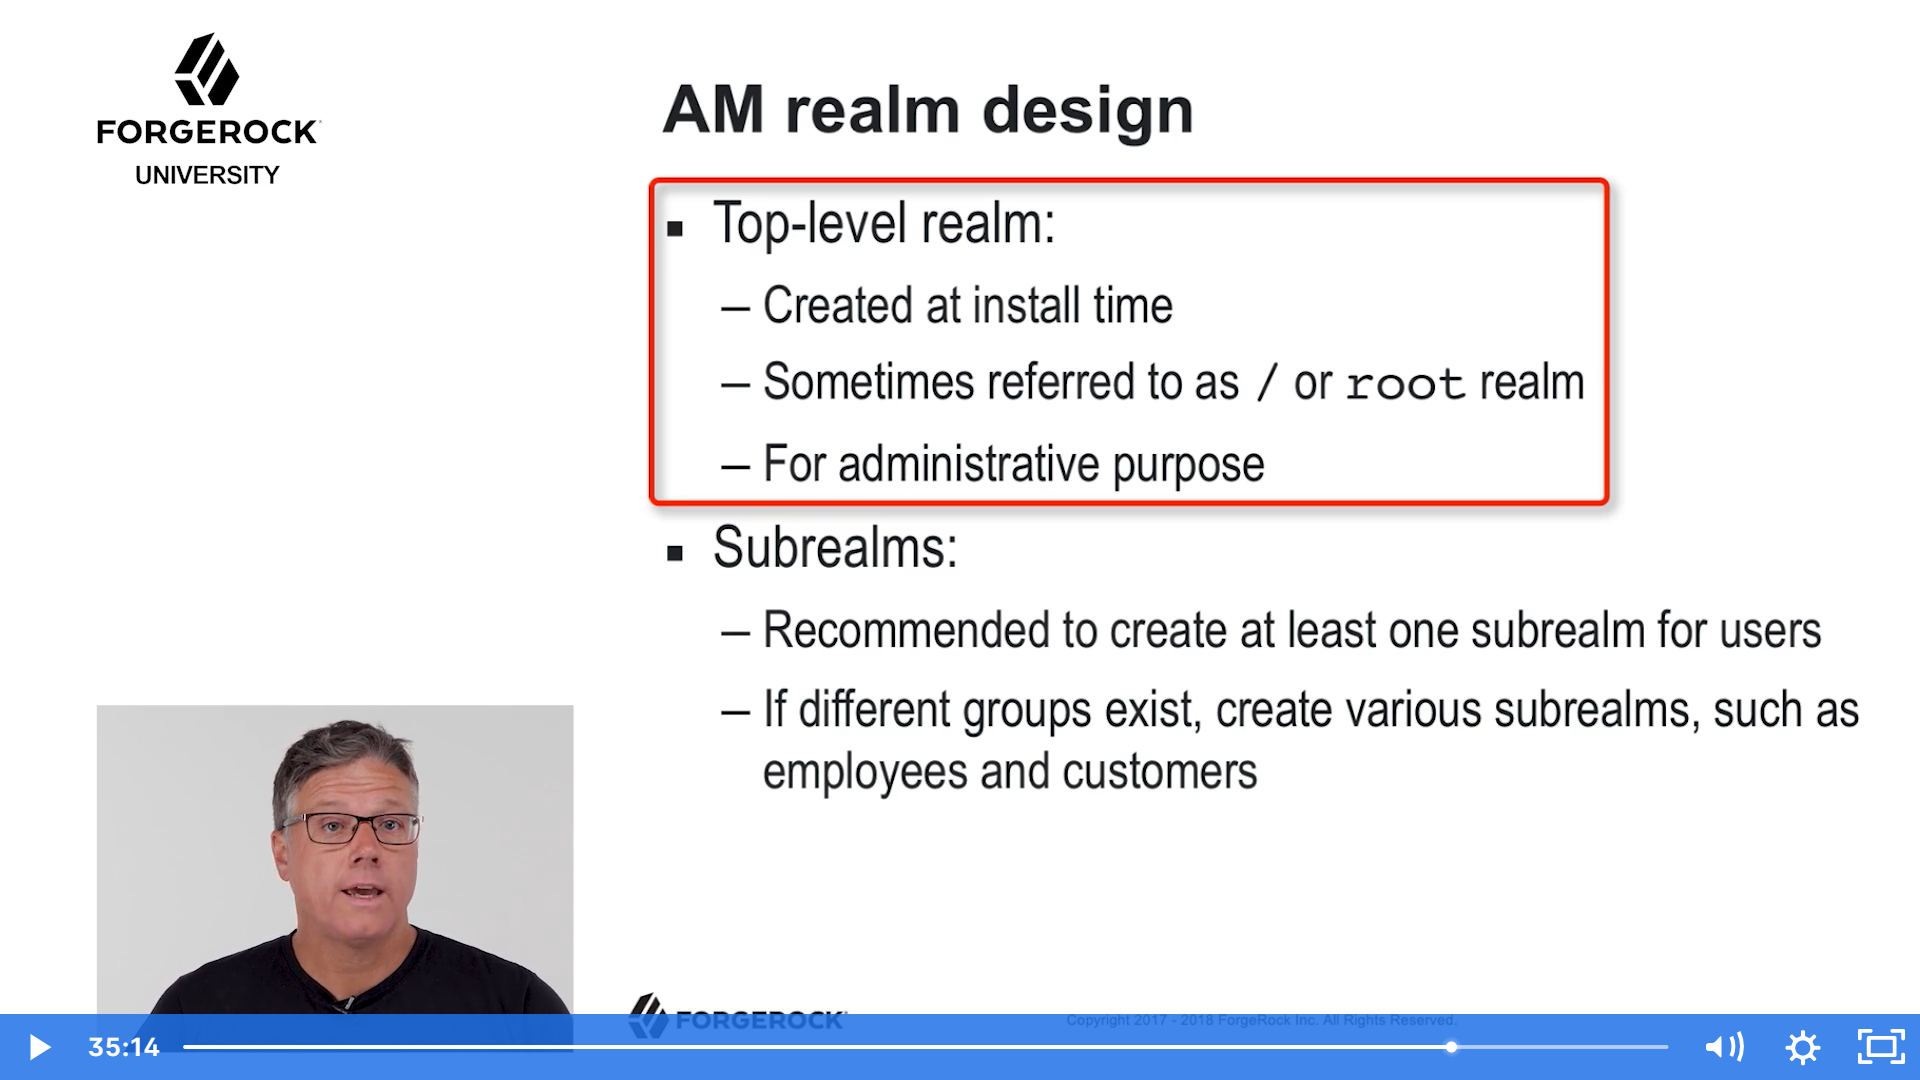 FORGEROCK
UNIVERSITY
AM realm design
▪ Top-level realm:
– Created at install time
– Sometimes referred to as / or root realm
– For administrative purpose
▪ Subrealms:
– Recommended to create at least one subrealm for users
– If different groups exist, create various subrealms, such as
employees and customers
FORGEROCK
Copyright 2017 - 2018 ForgeRock Inc. All Rights Reserved.
35:14